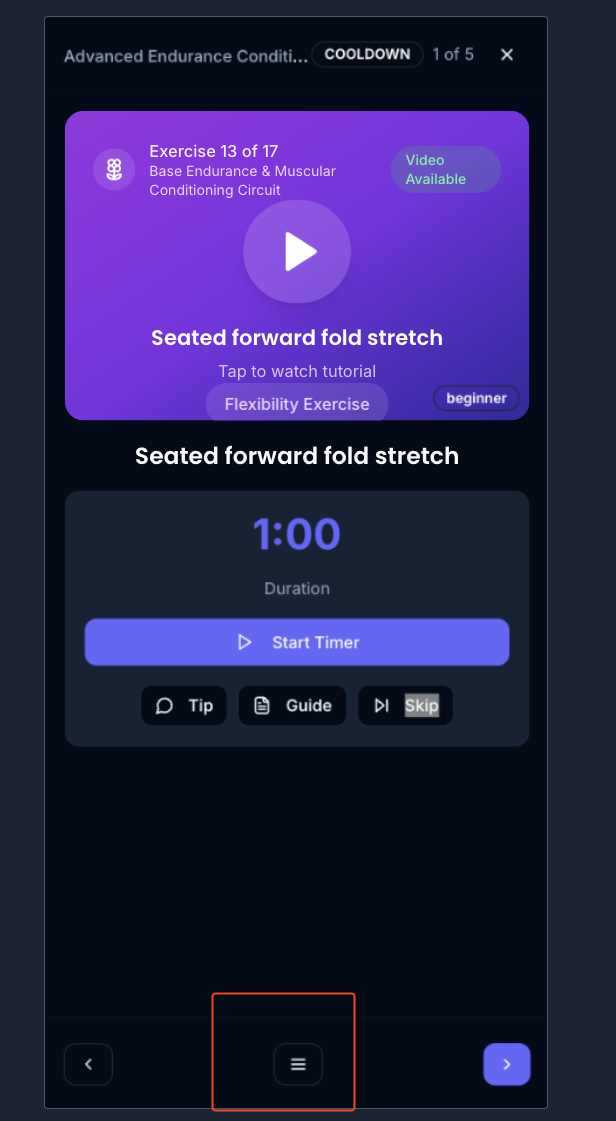 Advanced Endurance Conditi... COOLDOWN 1 of 5
Exercise 13 of 17
Base Endurance & Muscular
Conditioning Circuit
Video
Available
Seated forward fold stretch
Tap to watch tutorial
Flexibility Exercise
beginner
Seated forward fold stretch
1:00
Duration
Start Timer
Tip Guide Skip